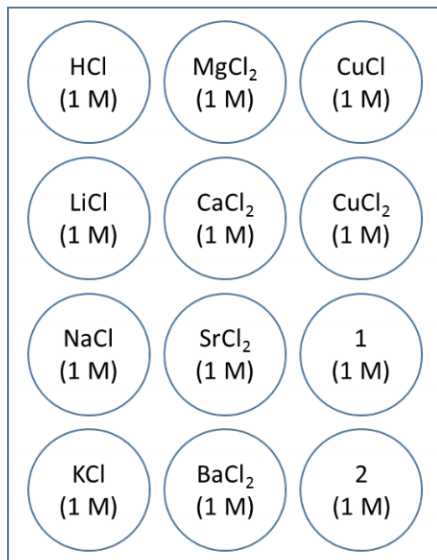 HCl
(1 M)
MgCl₂
(1 M)
CuCl
(1 M)
LiCl
(1 M)
CaCl₂
(1 M)
CuCl₂
(1 M)
NaCl
(1 M)
SrCl₂
(1 M)
1
(1 M)
KCl
(1 M)
BaCl₂
(1 M)
2
(1 M)